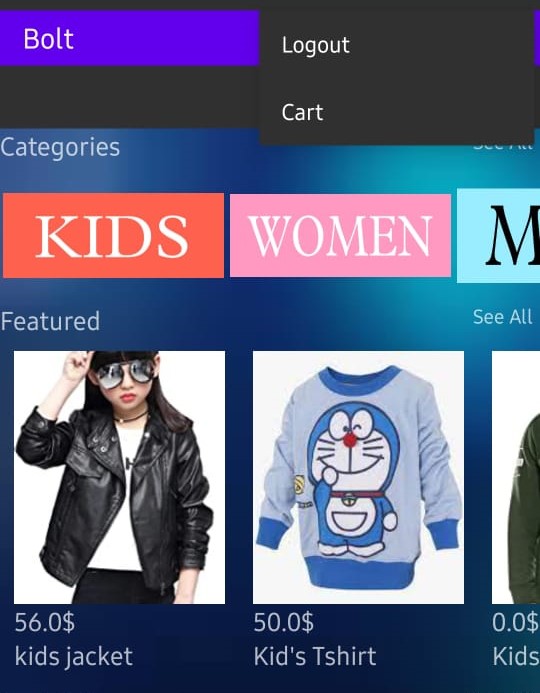 Bolt
Logout
Cart
Categories
See All
KIDS
WOMEN
M
Featured
See All
56.0$
kids jacket
50.0$
Kid's Tshirt
0.0$
Kids